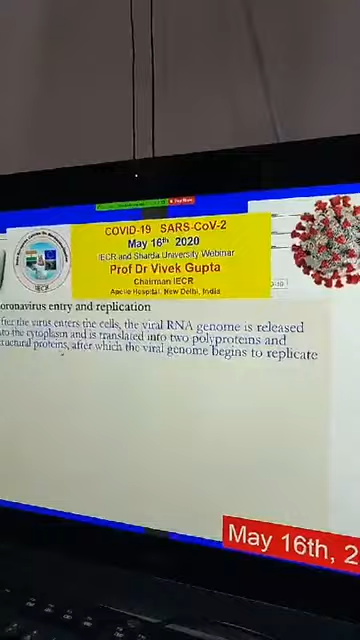 COVID-19 SARS-CoV-2
May 16th 2020
IECR and Sharda University Webinar
Prof Dr Vivek Gupta
Chairman IECR
Apollo Hospital, New Delhi, India
IECR
oronavirus entry and replication
fter the virus enters the cells, the viral RNA genome is released
to the cytoplasm and is translated into two polyproteins and
ructural proteins, after which the viral genome begins to replicate
May 16th, 2